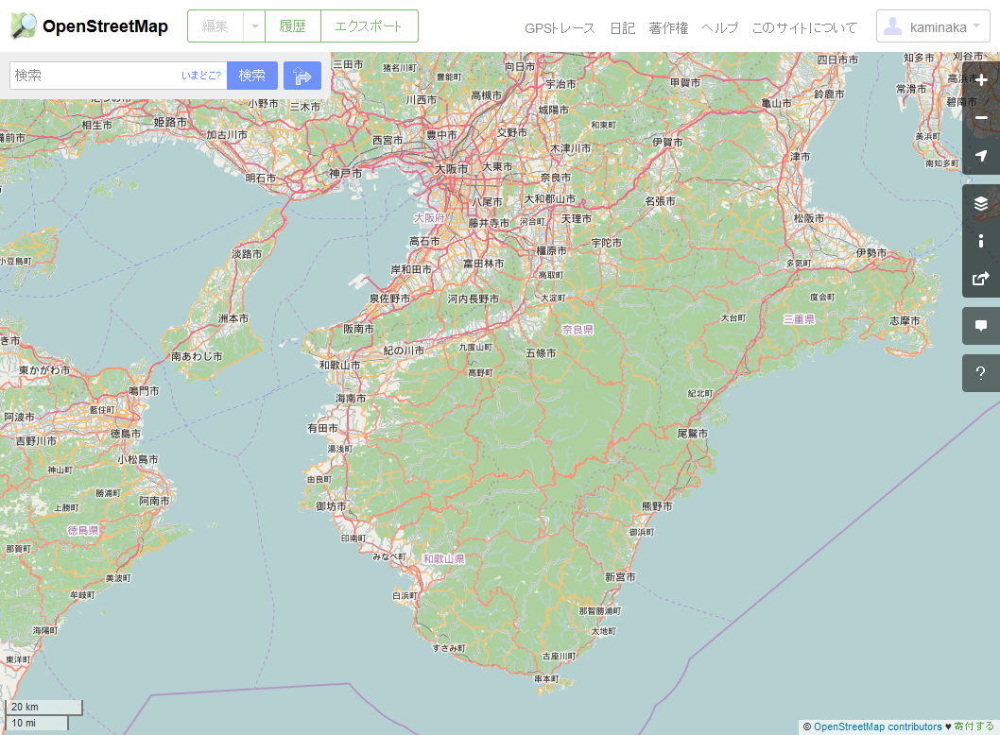 OpenStreetMap
編集
履歴
エクスポート
GPSトレース
日記
著作権
ヘルプ
このサイトについて
kaminaka
検索
いまどこ?
検索
三田市
猪名川町
豊能町
向日市
宇治市
甲賀市
四日市市
知多市
刈谷市
高浜市
碧南市
常滑市
鈴鹿市
亀山市
小野市
三木市
川西市
高槻市
城陽市
相生市
姫路市
加古川市
西宮市
豊中市
交野市
和東町
木津川市
伊賀市
津市
美浜町
南知多町
備前市
明石市
神戸市
大阪市
大東市
奈良市
八尾市
大和郡山市
名張市
大阪府
藤井寺市
河合町
天理市
松阪市
小豆島町
淡路市
高石市
富田林市
橿原市
宇陀市
多気町
伊勢市
岸和田市
高取町
泉佐野市
河内長野市
大淀町
度会町
洲本市
阪南市
奈良県
大台町
三重県
志摩市
南あわじ市
紀の川市
九度山町
五條市
和歌山市
高野町
東かがわ市
鳴門市
海南市
紀北町
藍住町
阿波市
徳島市
有田市
尾鷲市
吉野川市
湯浅町
小松島市
神山町
由良町
勝浦町
阿南市
御坊市
熊野市
上勝町
徳島県
印南町
御浜町
那賀町
みなべ町
和歌山県
美波町
新宮市
牟岐町
白浜町
那智勝浦町
海陽町
太地町
すさみ町
東洋町
古座川町
串本町
20 km
10 mi
© OpenStreetMap contributors ♥ 寄付する